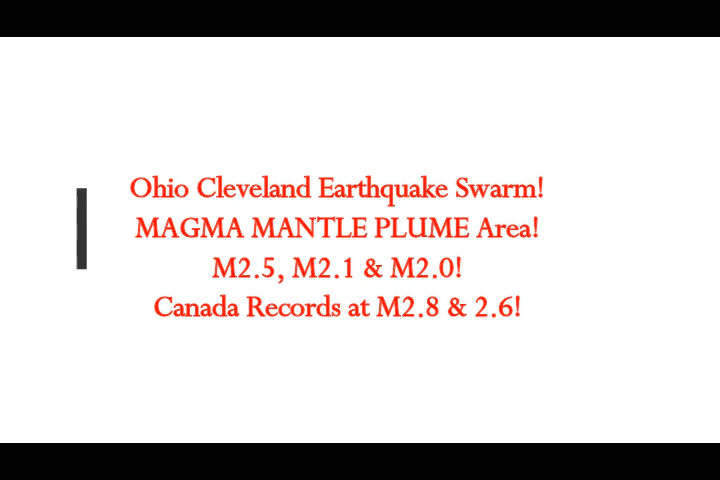 Ohio Cleveland Earthquake Swarm!
MAGMA MANTLE PLUME Area!
M2.5, M2.1 & M2.0!
Canada Records at M2.8 & 2.6!